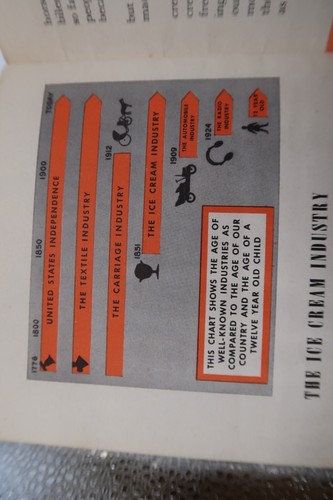 1776 1800 1850 1900 TODAY
UNITED STATES INDEPENDENCE
THE TEXTILE INDUSTRY
THE CARRIAGE INDUSTRY
1912
1851
THE ICE CREAM INDUSTRY
1909
THE AUTOMOBILE
INDUSTRY
1924
THE RADIO
INDUSTRY
12 YEAR
OLD
THIS CHART SHOWS THE AGE OF
WELL-KNOWN INDUSTRIES AS
COMPARED TO THE AGE OF OUR
COUNTRY AND THE AGE OF A
TWELVE YEAR OLD CHILD
THE ICE CREAM INDUSTRY